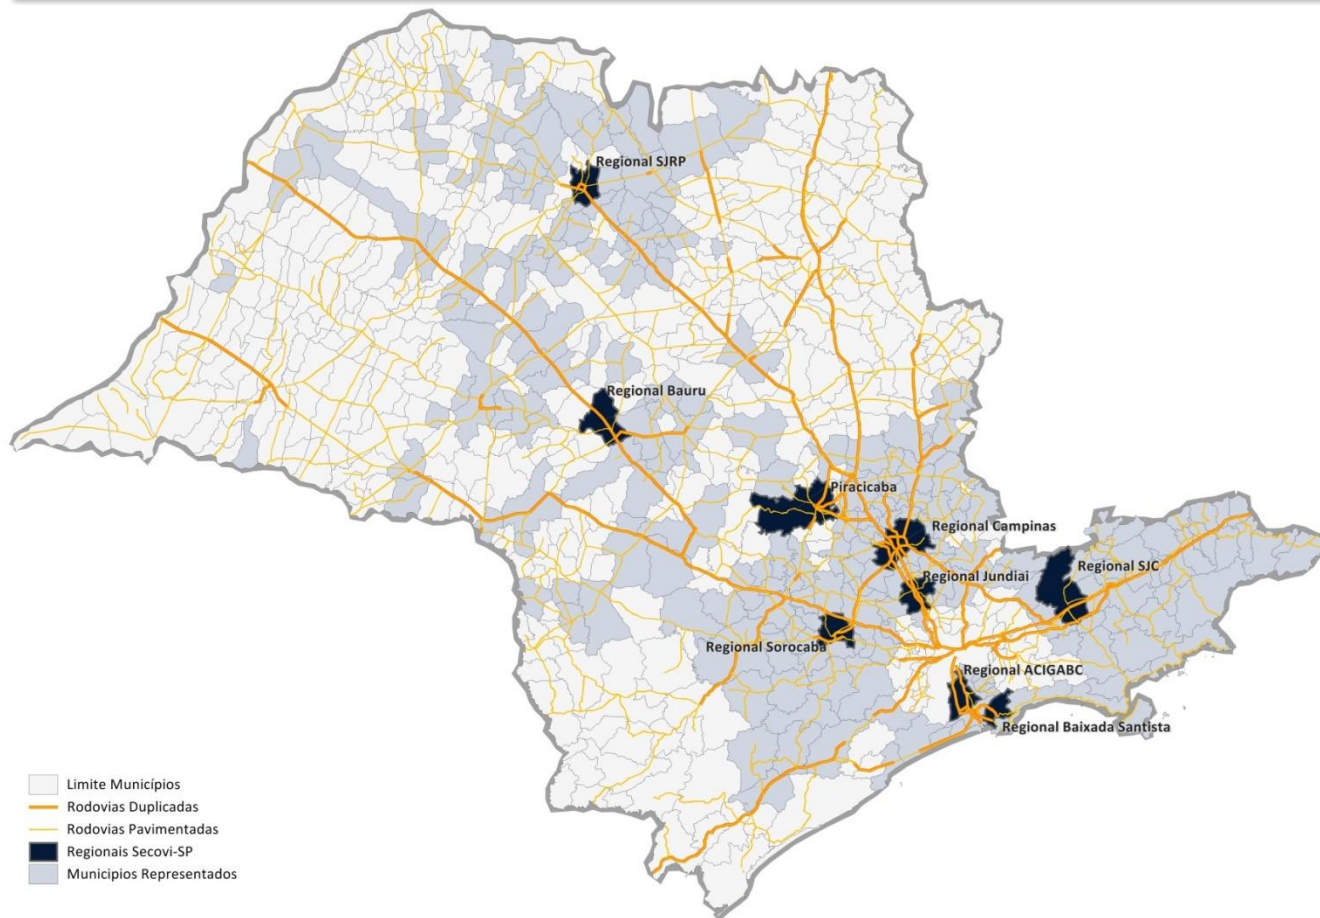 Regional SJRP
Regional Bauru
Piracicaba
Regional Campinas
Regional SJC
Regional Jundiai
Regional Sorocaba
Regional ACIGABC
Regional Baixada Santista
Limite Municípios
Rodovias Duplicadas
Rodovias Pavimentadas
Regionais Secovi-SP
Municipios Representados